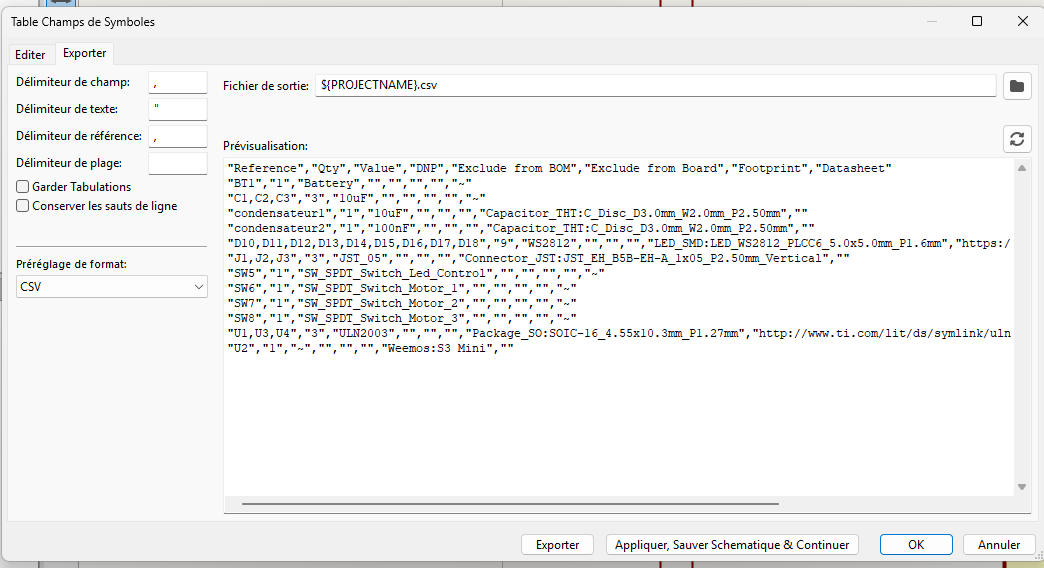 Table Champs de Symboles
Editer
Exporter
Délimiteur de champ: ,
Délimiteur de texte: "
Délimiteur de référence: ,
Délimiteur de plage:
Garder Tabulations
Conserver les sauts de ligne
Préréglage de format:
CSV
Fichier de sortie: ${PROJECTNAME}.csv
Prévisualisation:
"Reference","Qty","Value","DNP","Exclude from BOM","Exclude from Board","Footprint","Datasheet"
"BT1","1","Battery","","","","","~"
"C1,C2,C3","3","10uF","","","","","~"
"condensateur1","1","10uF","","","","Capacitor_THT:C_Disc_D3.0mm_W2.0mm_P2.50mm",""
"condensateur2","1","100nF","","","","Capacitor_THT:C_Disc_D3.0mm_W2.0mm_P2.50mm",""
"D10,D11,D12,D13,D14,D15,D16,D17,D18","9","WS2812","","","","LED_SMD:LED_WS2812_PLCC6_5.0x5.0mm_P1.6mm","https:/
"J1,J2,J3","3","JST_05","","","","Connector_JST:JST_EH_B5B-EH-A_1x05_P2.50mm_Vertical",""
"SW5","1","SW_SPDT_Switch_Led_Control","","","","","~"
"SW6","1","SW_SPDT_Switch_Motor_1","","","","","~"
"SW7","1","SW_SPDT_Switch_Motor_2","","","","","~"
"SW8","1","SW_SPDT_Switch_Motor_3","","","","","~"
"U1,U3,U4","3","ULN2003","","","","Package_SO:SOIC-16_4.55x10.3mm_P1.27mm","http://www.ti.com/lit/ds/symlink/uln
"U2","1","~","","","","Weemos:S3 Mini",""
Exporter
Appliquer, Sauver Schematique & Continuer
OK
Annuler